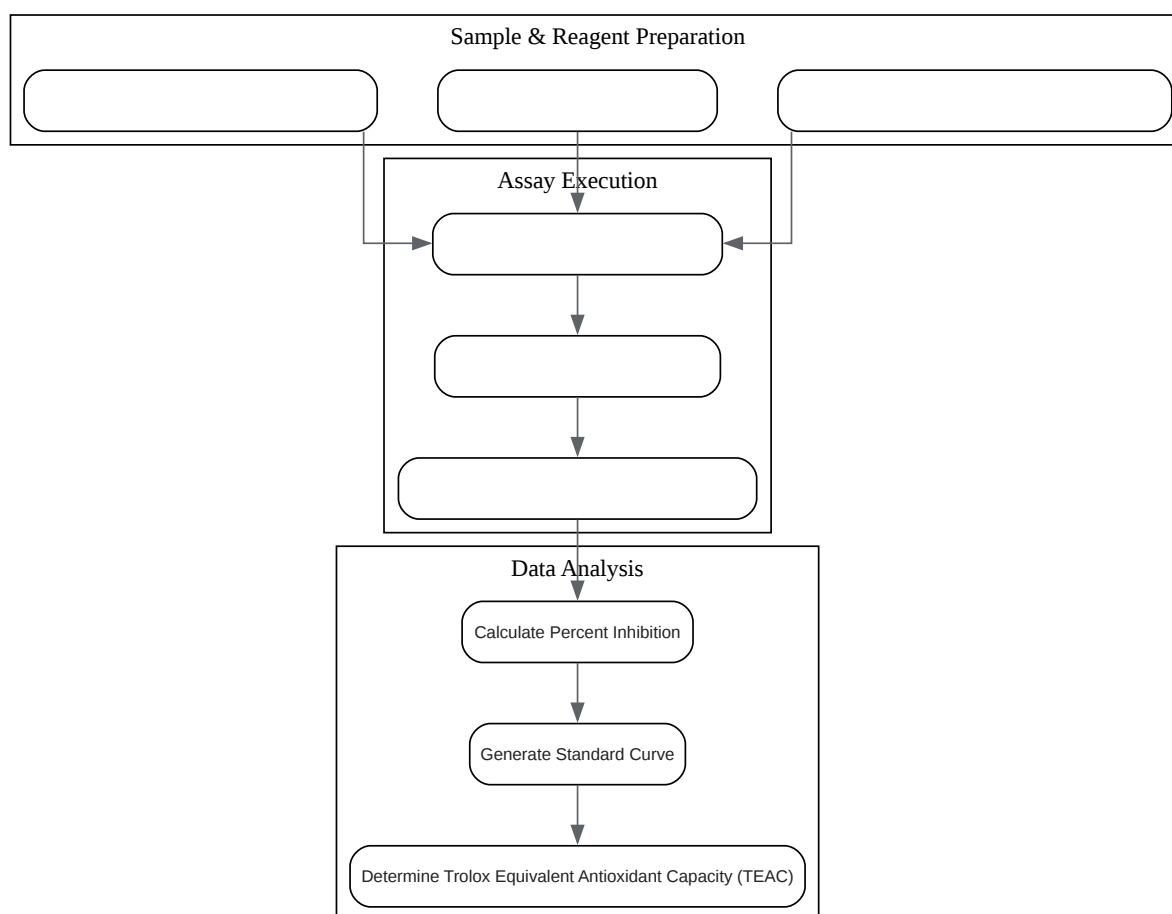 Sample & Reagent Preparation
Assay Execution
Data Analysis
Calculate Percent Inhibition
Generate Standard Curve
Determine Trolox Equivalent Antioxidant Capacity (TEAC)